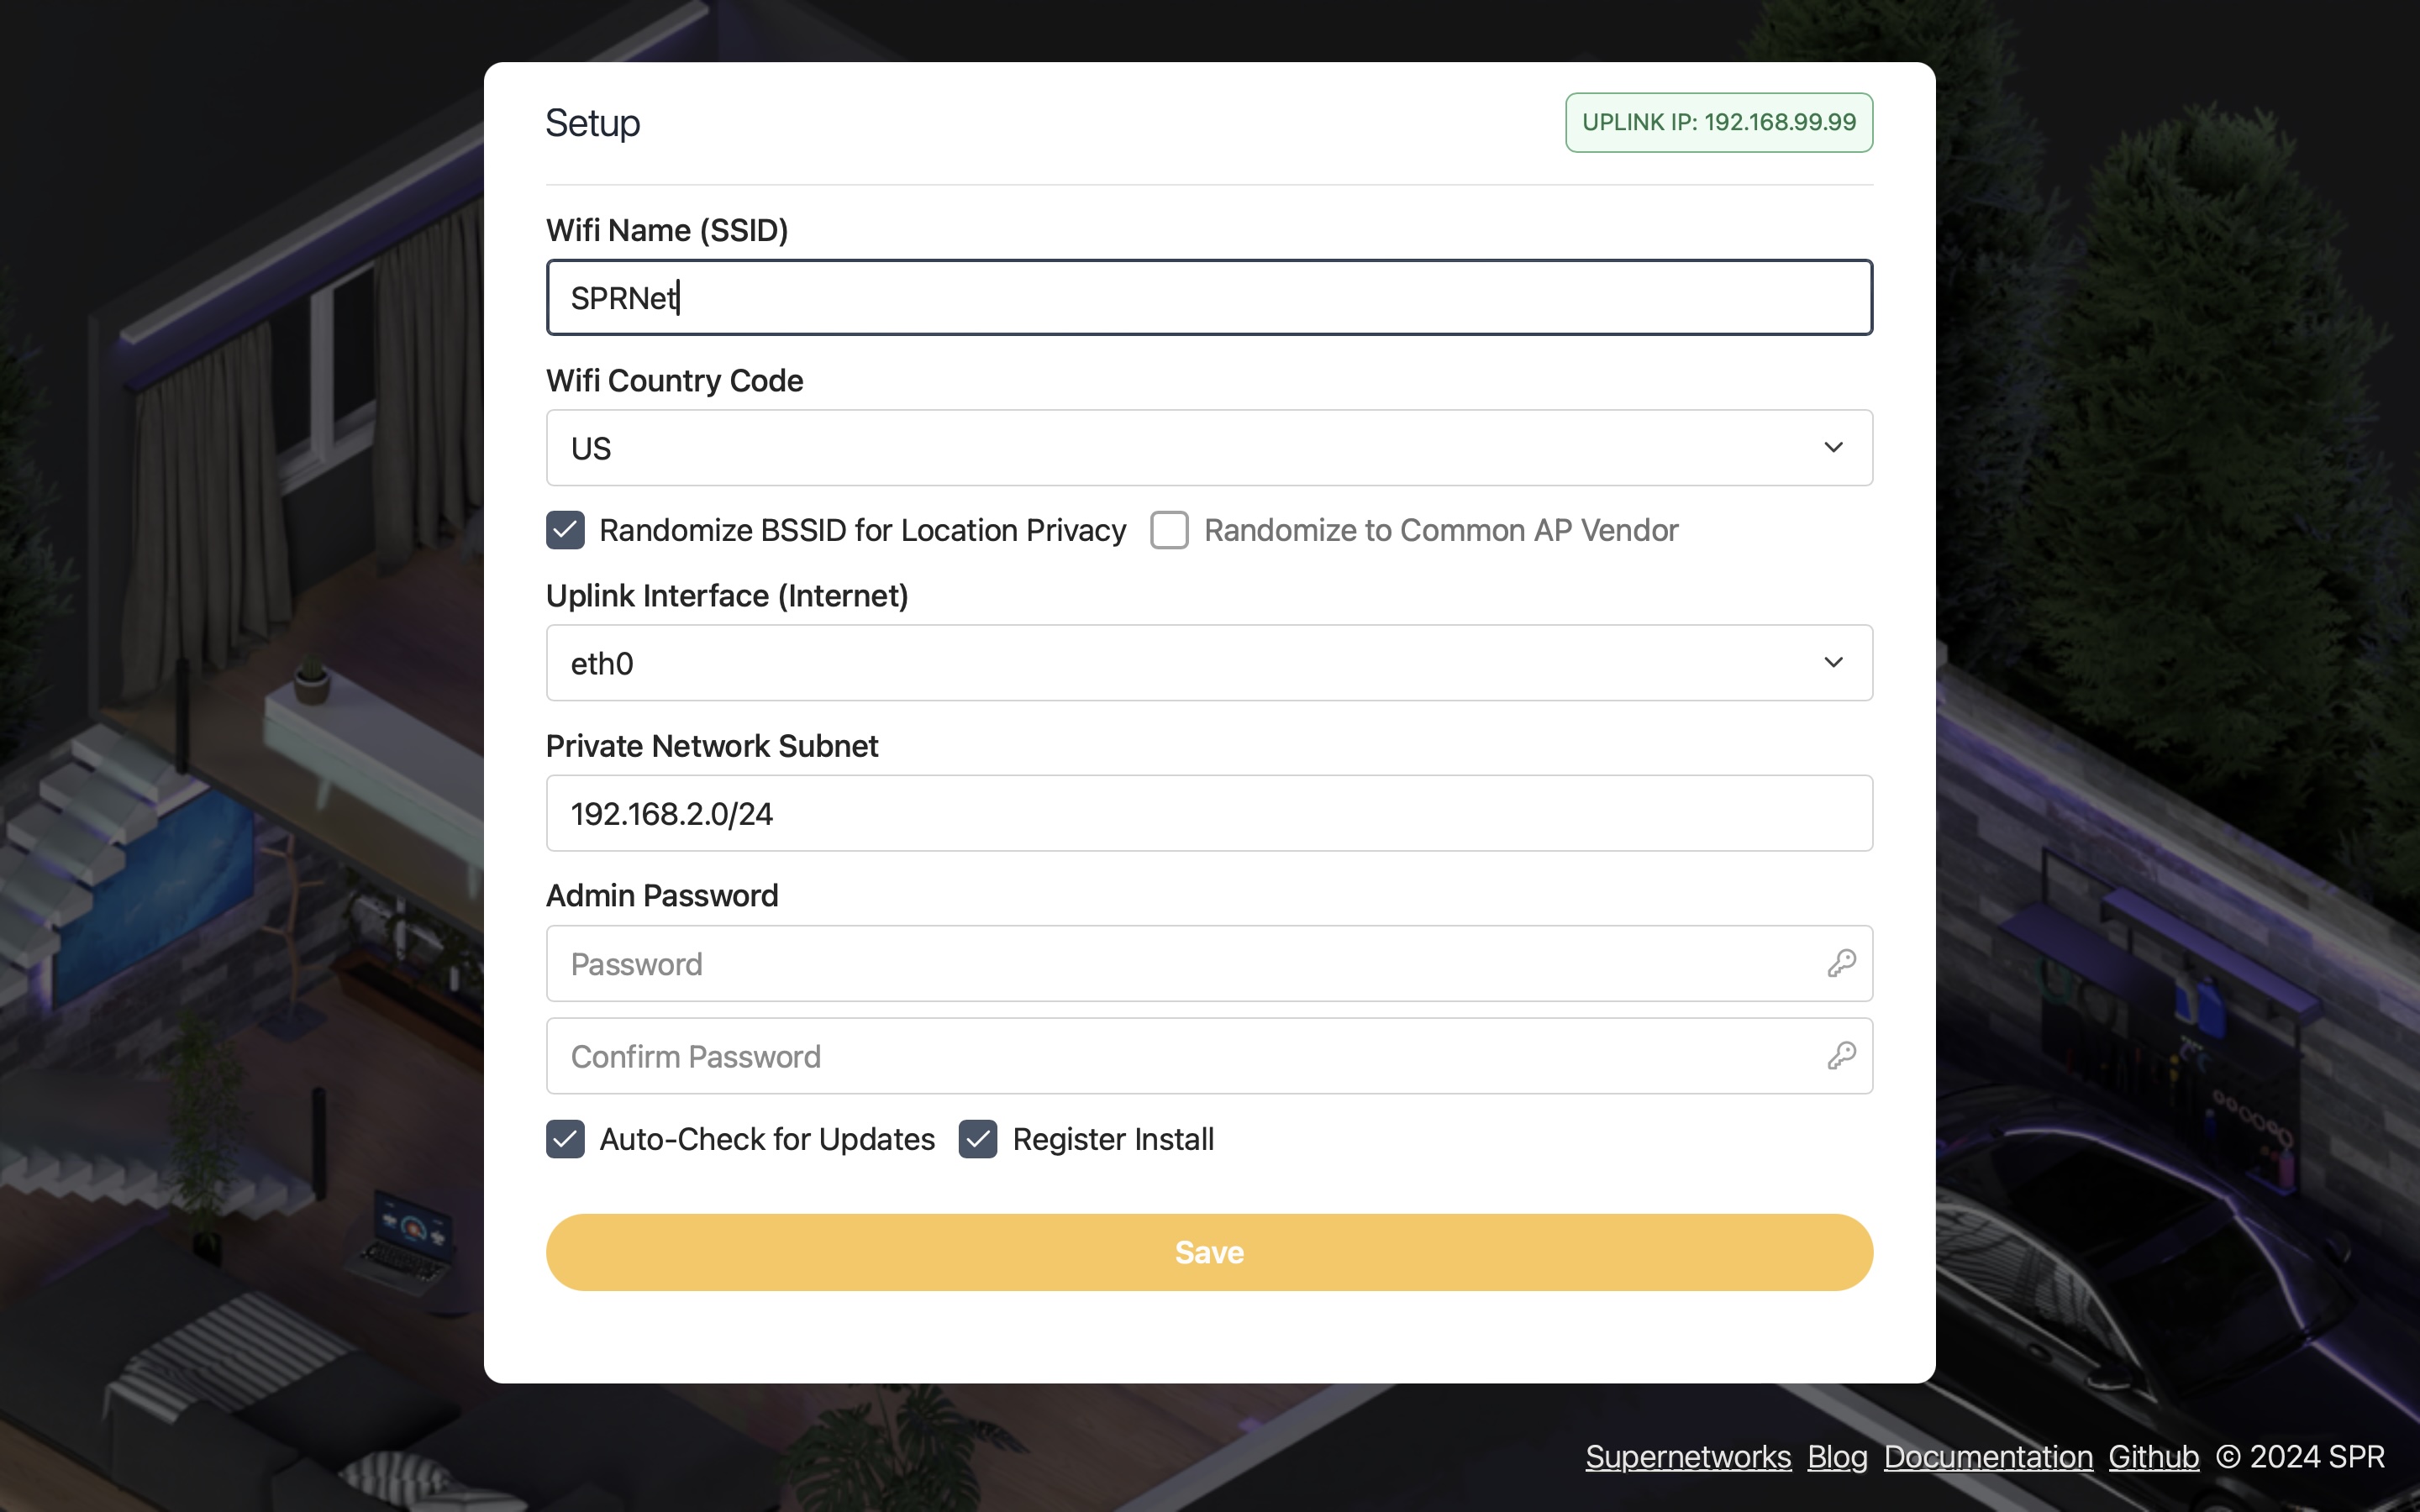 Setup
UPLINK IP: 192.168.99.99
Wifi Name (SSID)
SPRNet
Wifi Country Code
US
Randomize BSSID for Location Privacy Randomize to Common AP Vendor
Uplink Interface (Internet)
eth0
Private Network Subnet
192.168.2.0/24
Admin Password
Password
Confirm Password
Auto-Check for Updates Register Install
Save
Supernetworks Blog Documentation Github © 2024 SPR